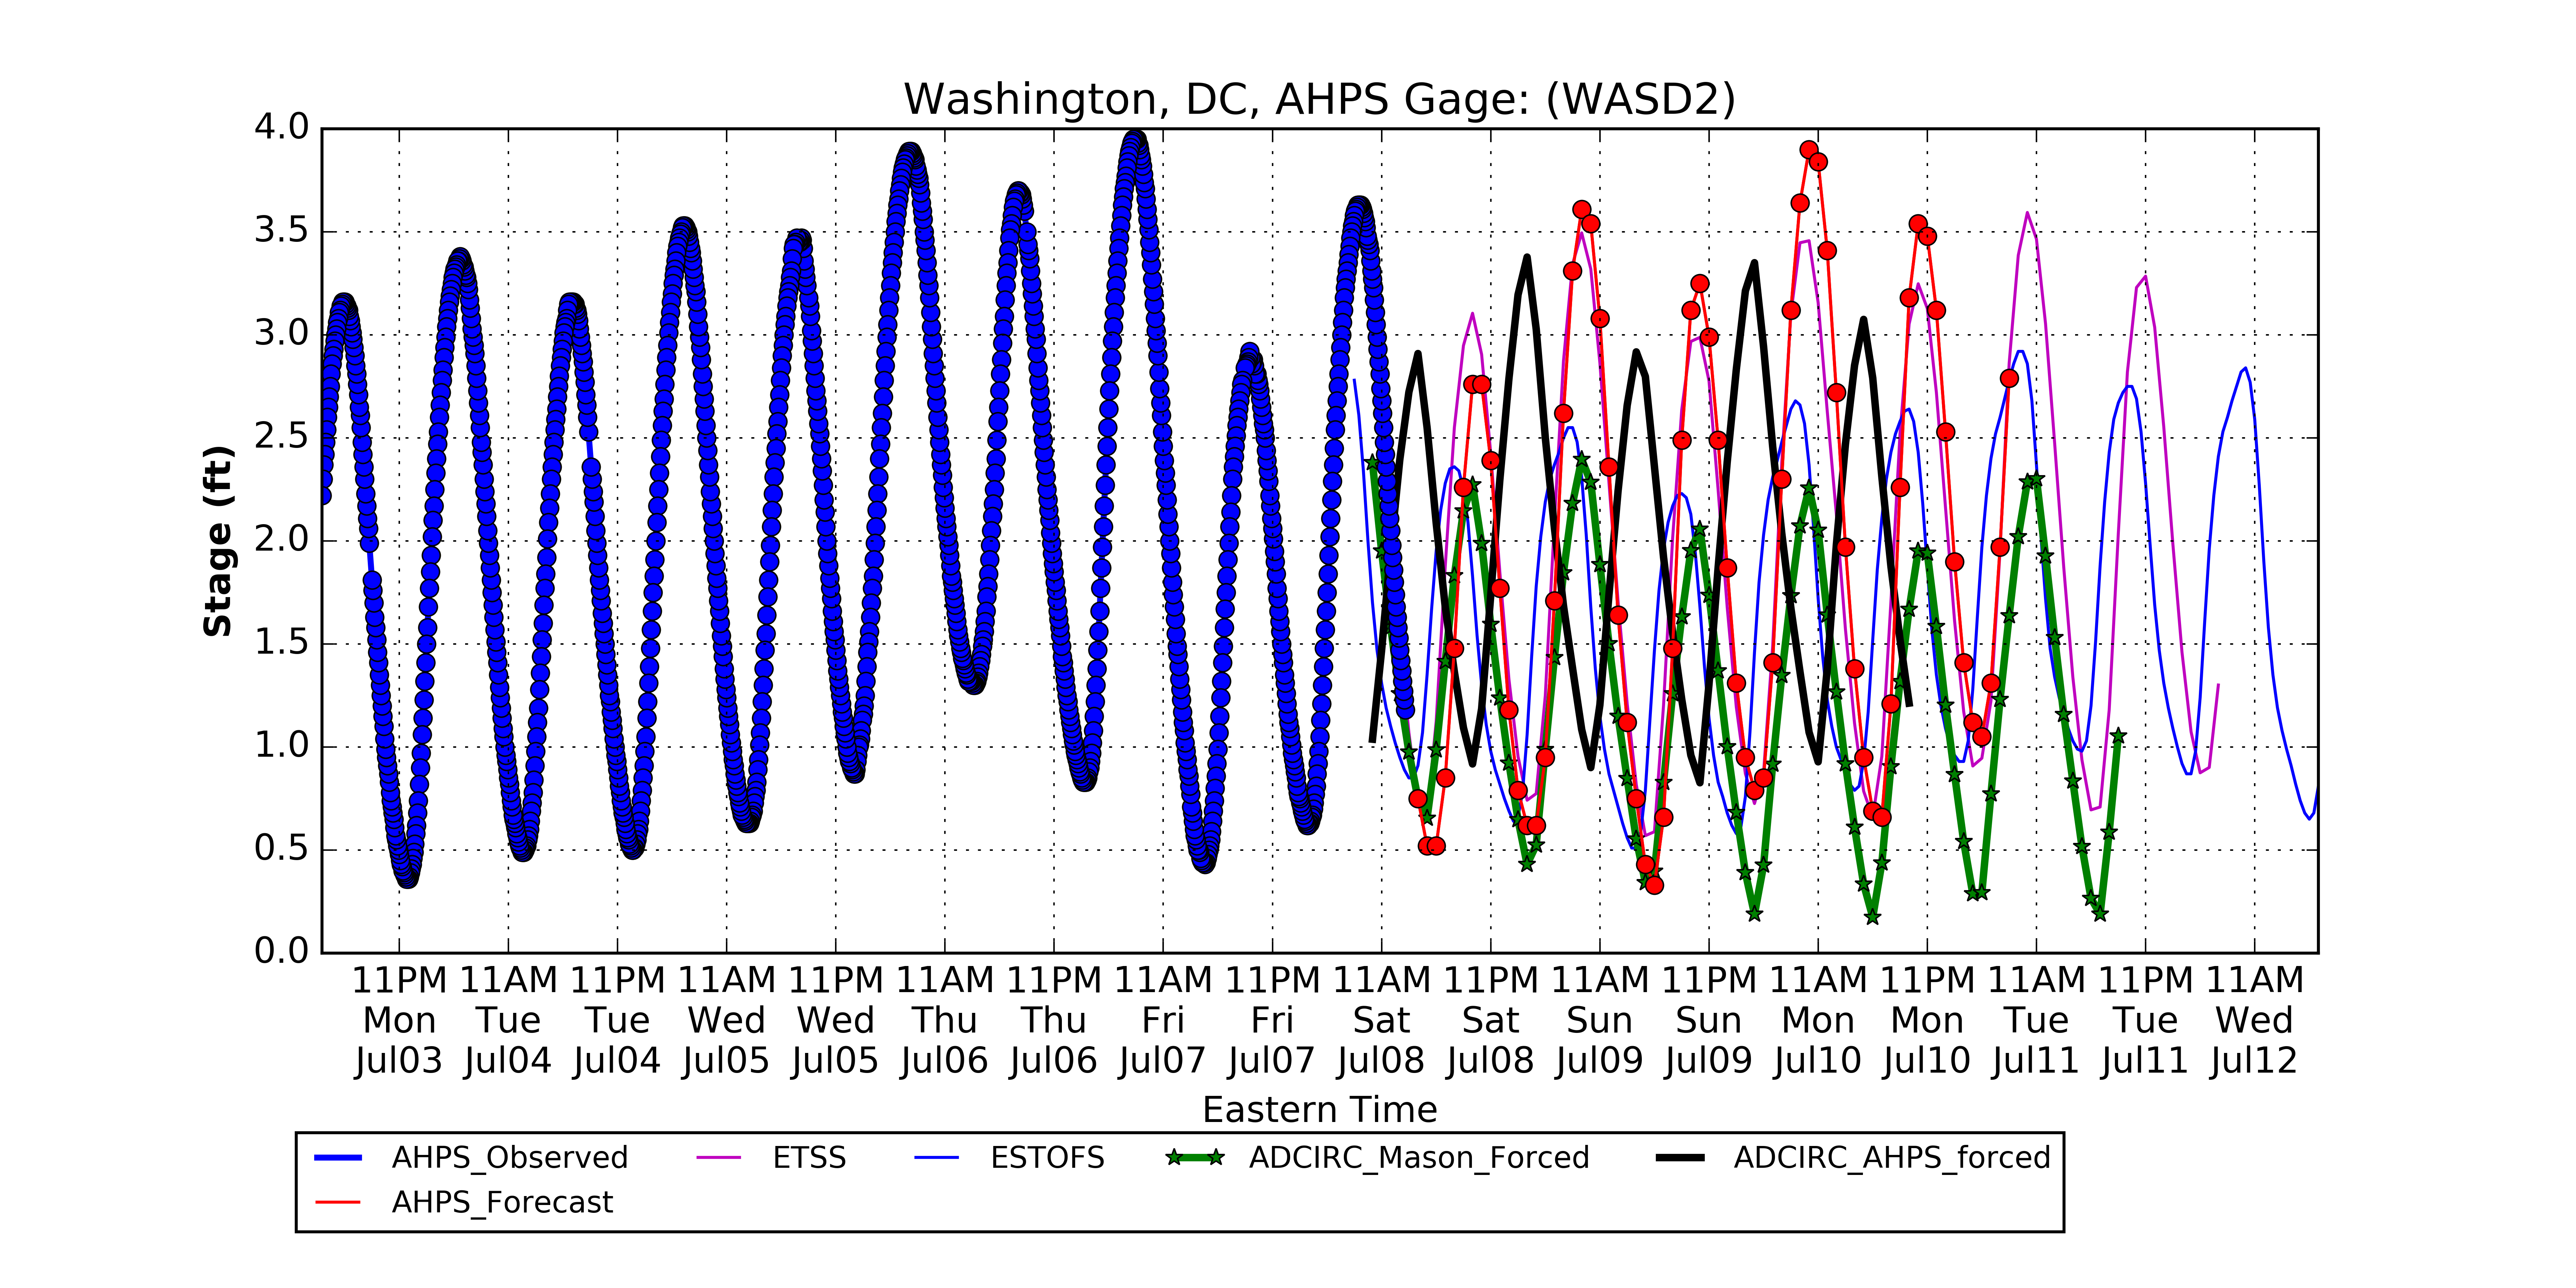 Washington, DC, AHPS Gage: (WASD2)
4.0
3.5
3.0
2.5
2.0
1.5
1.0
0.5
0.0
Stage (ft)
11PM 11AM 11PM 11AM 11PM 11AM 11PM 11AM 11PM 11AM 11PM 11AM 11PM 11AM 11PM 11AM 11PM 11AM
Mon Tue Tue Wed Wed Thu Thu Fri Fri Sat Sat Sun Sun Mon Mon Tue Tue Wed
Jul03 Jul04 Jul04 Jul05 Jul05 Jul06 Jul06 Jul07 Jul07 Jul08 Jul08 Jul09 Jul09 Jul10 Jul10 Jul11 Jul11 Jul12
Eastern Time
AHPS_Observed ETSS ESTOFS ADCIRC_Mason_Forced ADCIRC_AHPS_forced
AHPS_Forecast